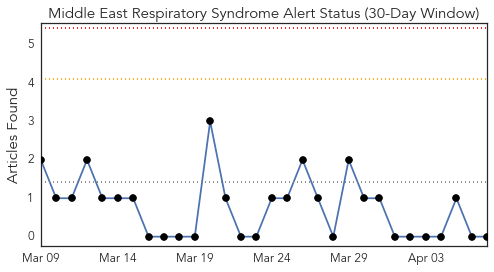 Middle East Respiratory Syndrome Alert Status (30-Day Window)
Articles Found
5
4
3
2
1
0
Mar 09 Mar 14 Mar 19 Mar 24 Mar 29 Apr 03